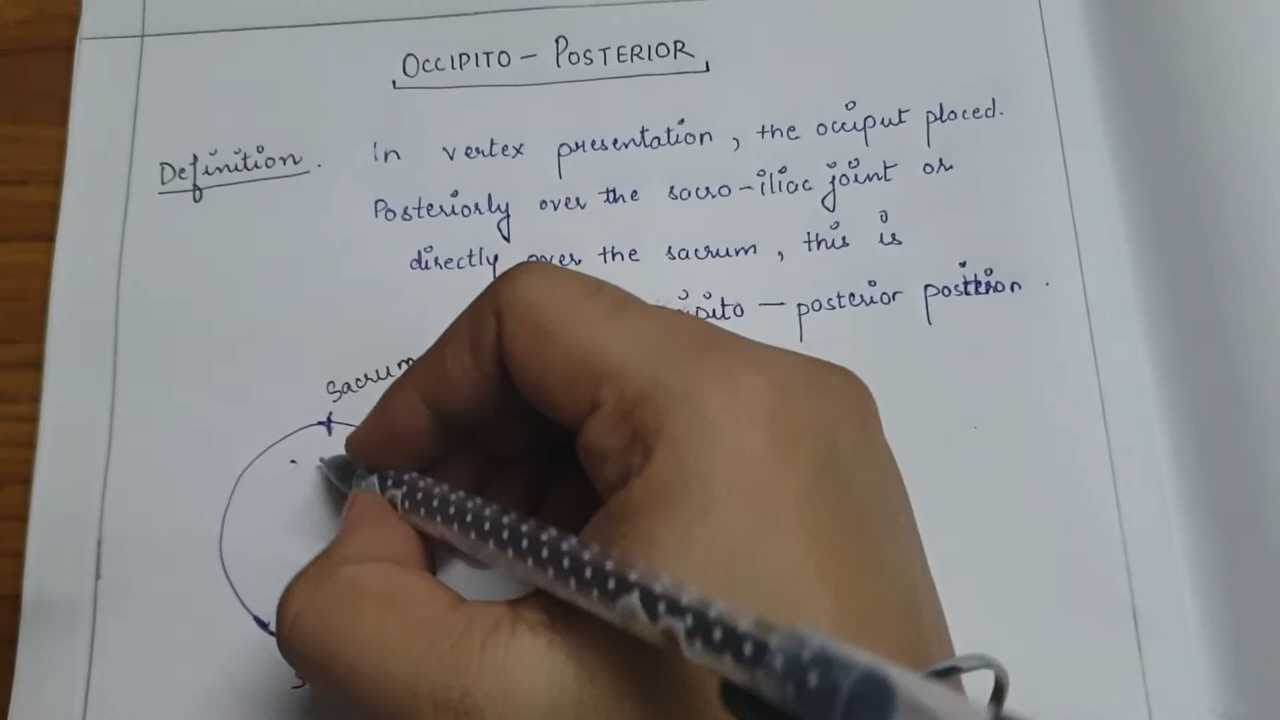 OCCIPITO - POSTERIOR
Definition. In vertex presentation, the occiput placed.
Posteriorly over the sacro-iliac joint or
directly over the sacrum, this is
posterior position.
Sacrum